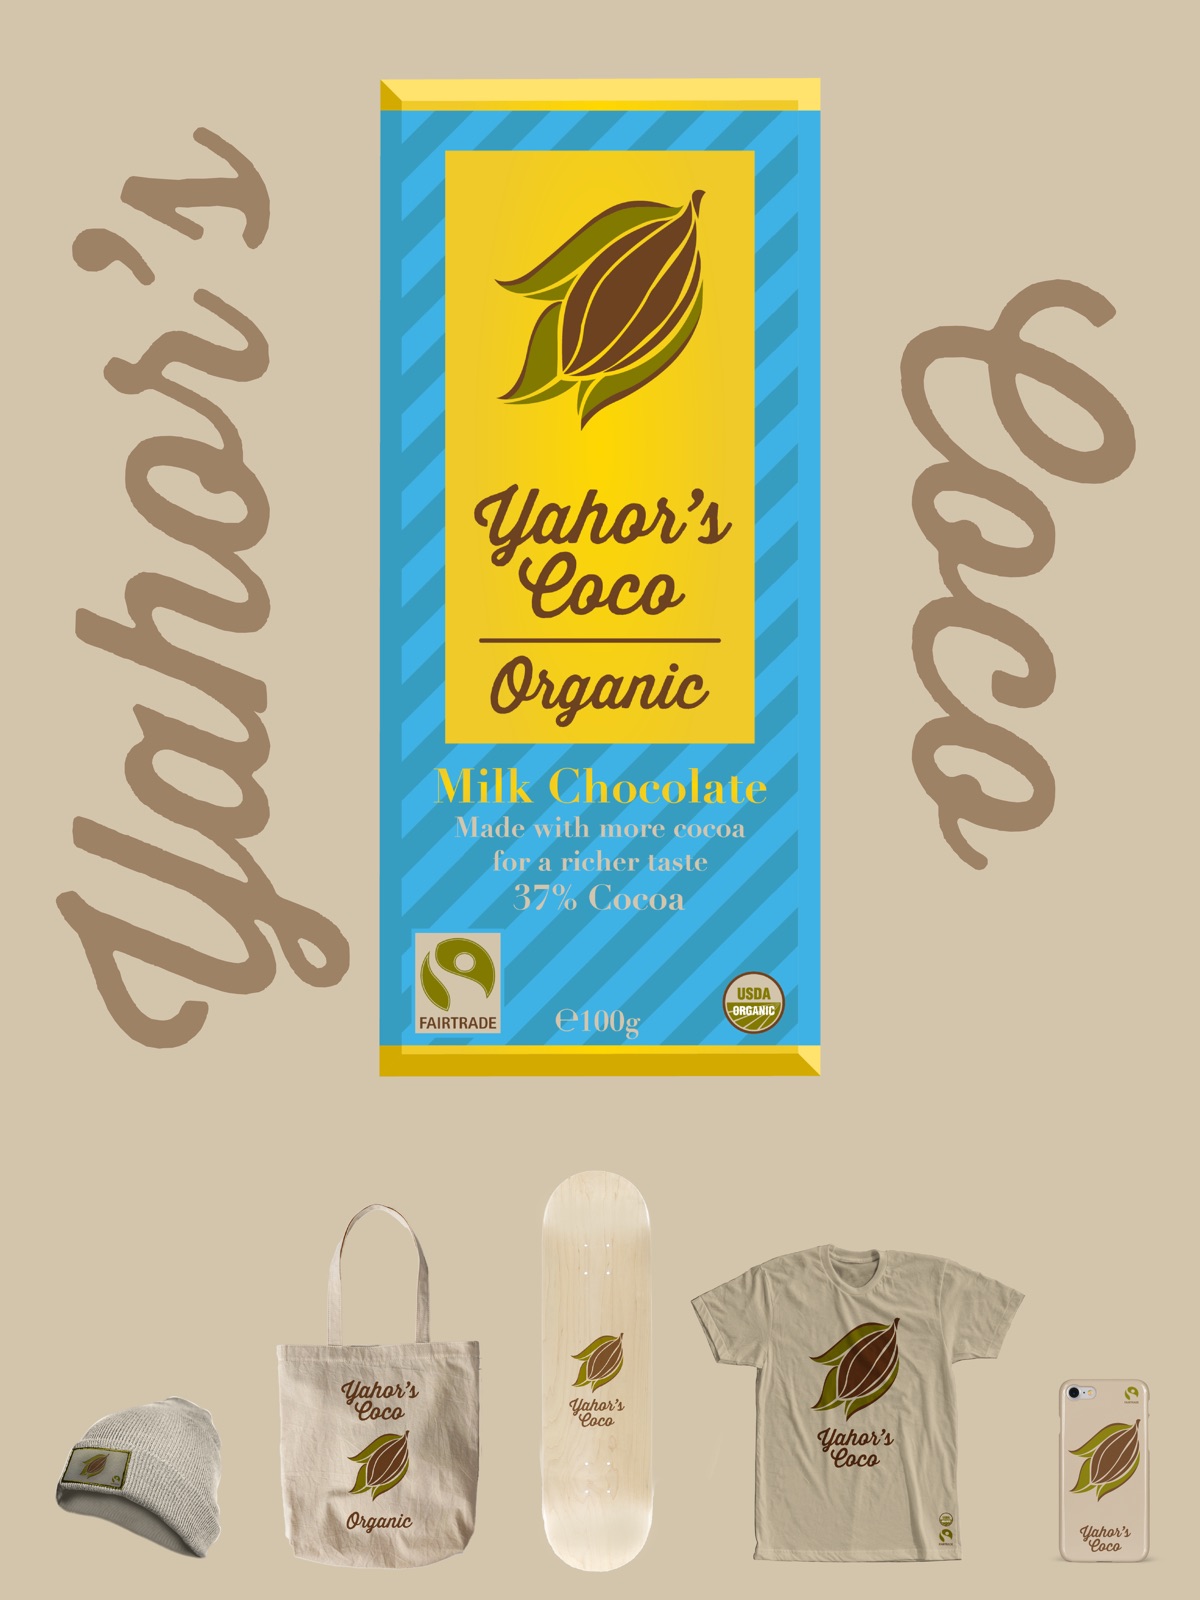 Yahor's
Coco
Yahor's
Coco
Organic
Milk Chocolate
Made with more cocoa
for a richer taste
37% Cocoa
FAIRTRADE
℮100g
USDA
ORGANIC
Yahor's
Coco
Organic
Yahor's
Coco
Yahor's
Coco
Yahor's
Coco